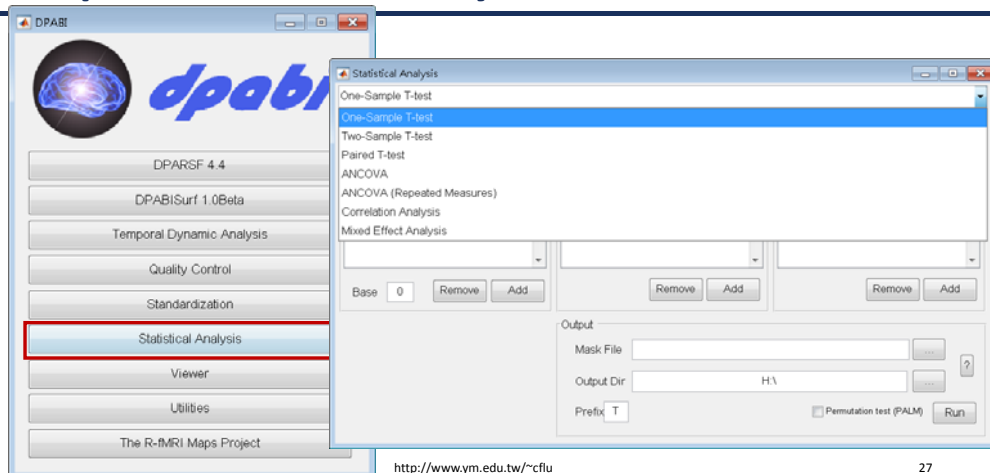 DPABI
dpabi
DPARSF 4.4
DPABISurf 1.0Beta
Temporal Dynamic Analysis
Quality Control
Standardization
Statistical Analysis
Viewer
Utilities
The R-fMRI Maps Project
Statistical Analysis
One-Sample T-test
One-Sample T-test
Two-Sample T-test
Paired T-test
ANCOVA
ANCOVA (Repeated Measures)
Correlation Analysis
Mixed Effect Analysis
Base 0 Remove Add Remove Add Remove Add
Output
Mask File ...
?
Output Dir H:\ ...
Prefix T Permutation test (PALM) Run
http://www.ym.edu.tw/~cflu 27